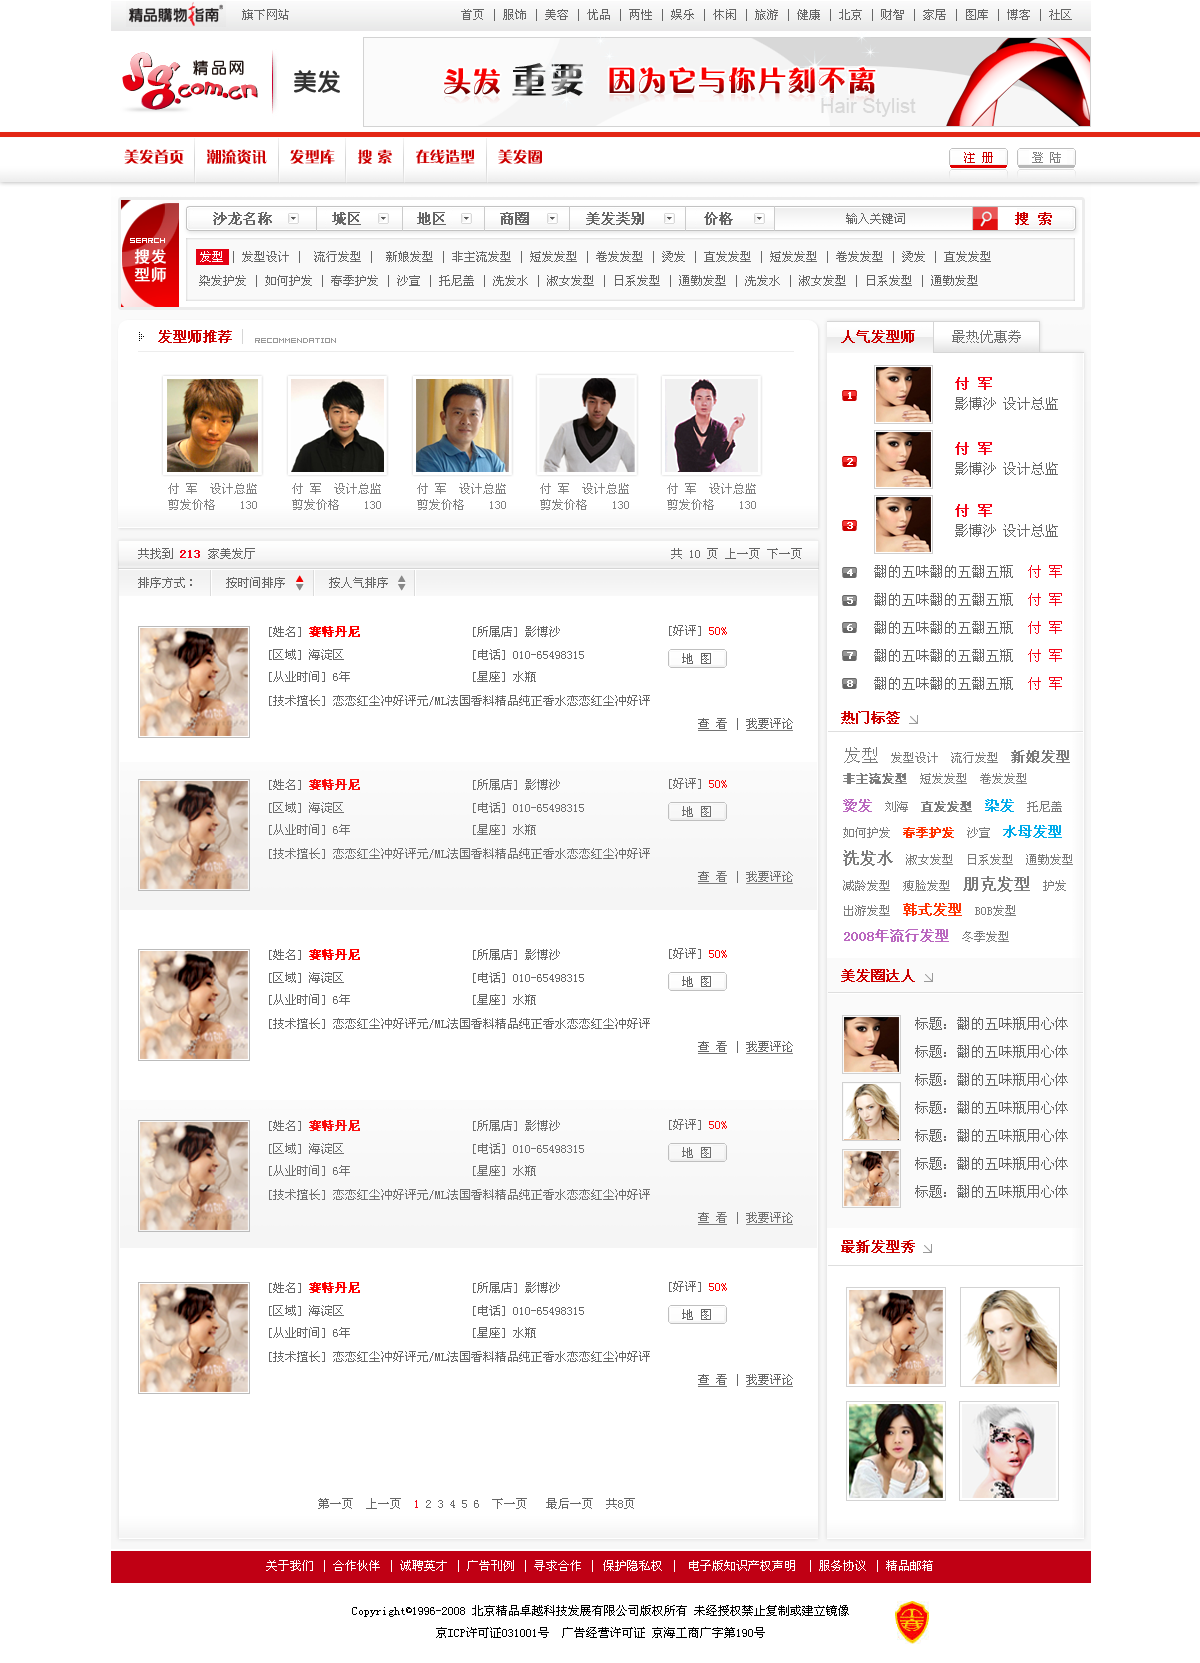 精品購物指南 旗下网站 首页 | 服饰 | 美容 | 优品 | 两性 | 娱乐 | 休闲 | 旅游 | 健康 | 北京 | 财智 | 家居 | 图库 | 博客 | 社区
Sg.com.cn 精品网 美发
头发 重要 因为它与你片刻不离
Hair Stylist
美发首页 潮流资讯 发型库 搜 索 在线造型 美发圈 注 册 登 陆
SEARCH
搜发型师
沙龙名称 城区 地区 商圈 美发类别 价格 输入关键词 搜 索
发型 | 发型设计 | 流行发型 | 新娘发型 | 非主流发型 | 短发发型 | 卷发发型 | 烫发 | 直发发型 | 短发发型 | 卷发发型 | 烫发 | 直发发型
染发护发 | 如何护发 | 春季护发 | 沙宣 | 托尼盖 | 洗发水 | 淑女发型 | 日系发型 | 通勤发型 | 洗发水 | 淑女发型 | 日系发型 | 通勤发型
发型师推荐 RECOMMENDATION
付 军 设计总监 付 军 设计总监 付 军 设计总监 付 军 设计总监 付 军 设计总监
剪发价格 130 剪发价格 130 剪发价格 130 剪发价格 130 剪发价格 130
共找到 213 家美发厅 共 10 页 上一页 下一页
排序方式： 按时间排序 按人气排序
[姓名] 赛特丹尼 [所属店] 影博沙 [好评] 50%
[区域] 海淀区 [电话] 010-65498315 地 图
[从业时间] 6年 [星座] 水瓶
[技术擅长] 恋恋红尘冲好评元/ML法国香料精品纯正香水恋恋红尘冲好评
查 看 | 我要评论
[姓名] 赛特丹尼 [所属店] 影博沙 [好评] 50%
[区域] 海淀区 [电话] 010-65498315 地 图
[从业时间] 6年 [星座] 水瓶
[技术擅长] 恋恋红尘冲好评元/ML法国香料精品纯正香水恋恋红尘冲好评
查 看 | 我要评论
[姓名] 赛特丹尼 [所属店] 影博沙 [好评] 50%
[区域] 海淀区 [电话] 010-65498315 地 图
[从业时间] 6年 [星座] 水瓶
[技术擅长] 恋恋红尘冲好评元/ML法国香料精品纯正香水恋恋红尘冲好评
查 看 | 我要评论
[姓名] 赛特丹尼 [所属店] 影博沙 [好评] 50%
[区域] 海淀区 [电话] 010-65498315 地 图
[从业时间] 6年 [星座] 水瓶
[技术擅长] 恋恋红尘冲好评元/ML法国香料精品纯正香水恋恋红尘冲好评
查 看 | 我要评论
[姓名] 赛特丹尼 [所属店] 影博沙 [好评] 50%
[区域] 海淀区 [电话] 010-65498315 地 图
[从业时间] 6年 [星座] 水瓶
[技术擅长] 恋恋红尘冲好评元/ML法国香料精品纯正香水恋恋红尘冲好评
查 看 | 我要评论
第一页 上一页 1 2 3 4 5 6 下一页 最后一页 共8页
人气发型师 最热优惠券
1 付 军
影博沙 设计总监
2 付 军
影博沙 设计总监
3 付 军
影博沙 设计总监
4 翻的五味翻的五翻五瓶 付 军
5 翻的五味翻的五翻五瓶 付 军
6 翻的五味翻的五翻五瓶 付 军
7 翻的五味翻的五翻五瓶 付 军
8 翻的五味翻的五翻五瓶 付 军
热门标签
发型 发型设计 流行发型 新娘发型
非主流发型 短发发型 卷发发型
烫发 刘海 直发发型 染发 托尼盖
如何护发 春季护发 沙宣 水母发型
洗发水 淑女发型 日系发型 通勤发型
减龄发型 瘦脸发型 朋克发型 护发
出游发型 韩式发型 BOB发型
2008年流行发型 冬季发型
美发圈达人
标题：翻的五味瓶用心体
标题：翻的五味瓶用心体
标题：翻的五味瓶用心体
标题：翻的五味瓶用心体
标题：翻的五味瓶用心体
标题：翻的五味瓶用心体
标题：翻的五味瓶用心体
最新发型秀
关于我们 | 合作伙伴 | 诚聘英才 | 广告刊例 | 寻求合作 | 保护隐私权 | 电子版知识产权声明 | 服务协议 | 精品邮箱
Copyright©1996-2008 北京精品卓越科技发展有限公司版权所有 未经授权禁止复制或建立镜像
京ICP许可证031001号 广告经营许可证 京海工商广字第190号